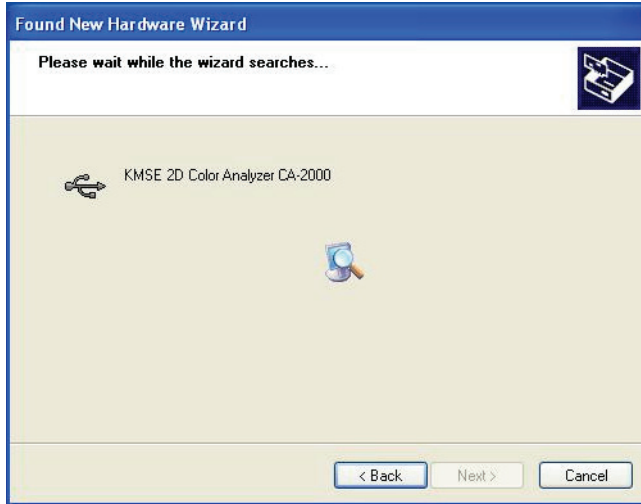 Found New Hardware Wizard
Please wait while the wizard searches...
KMSE 2D Color Analyzer CA-2000
< Back
Next >
Cancel